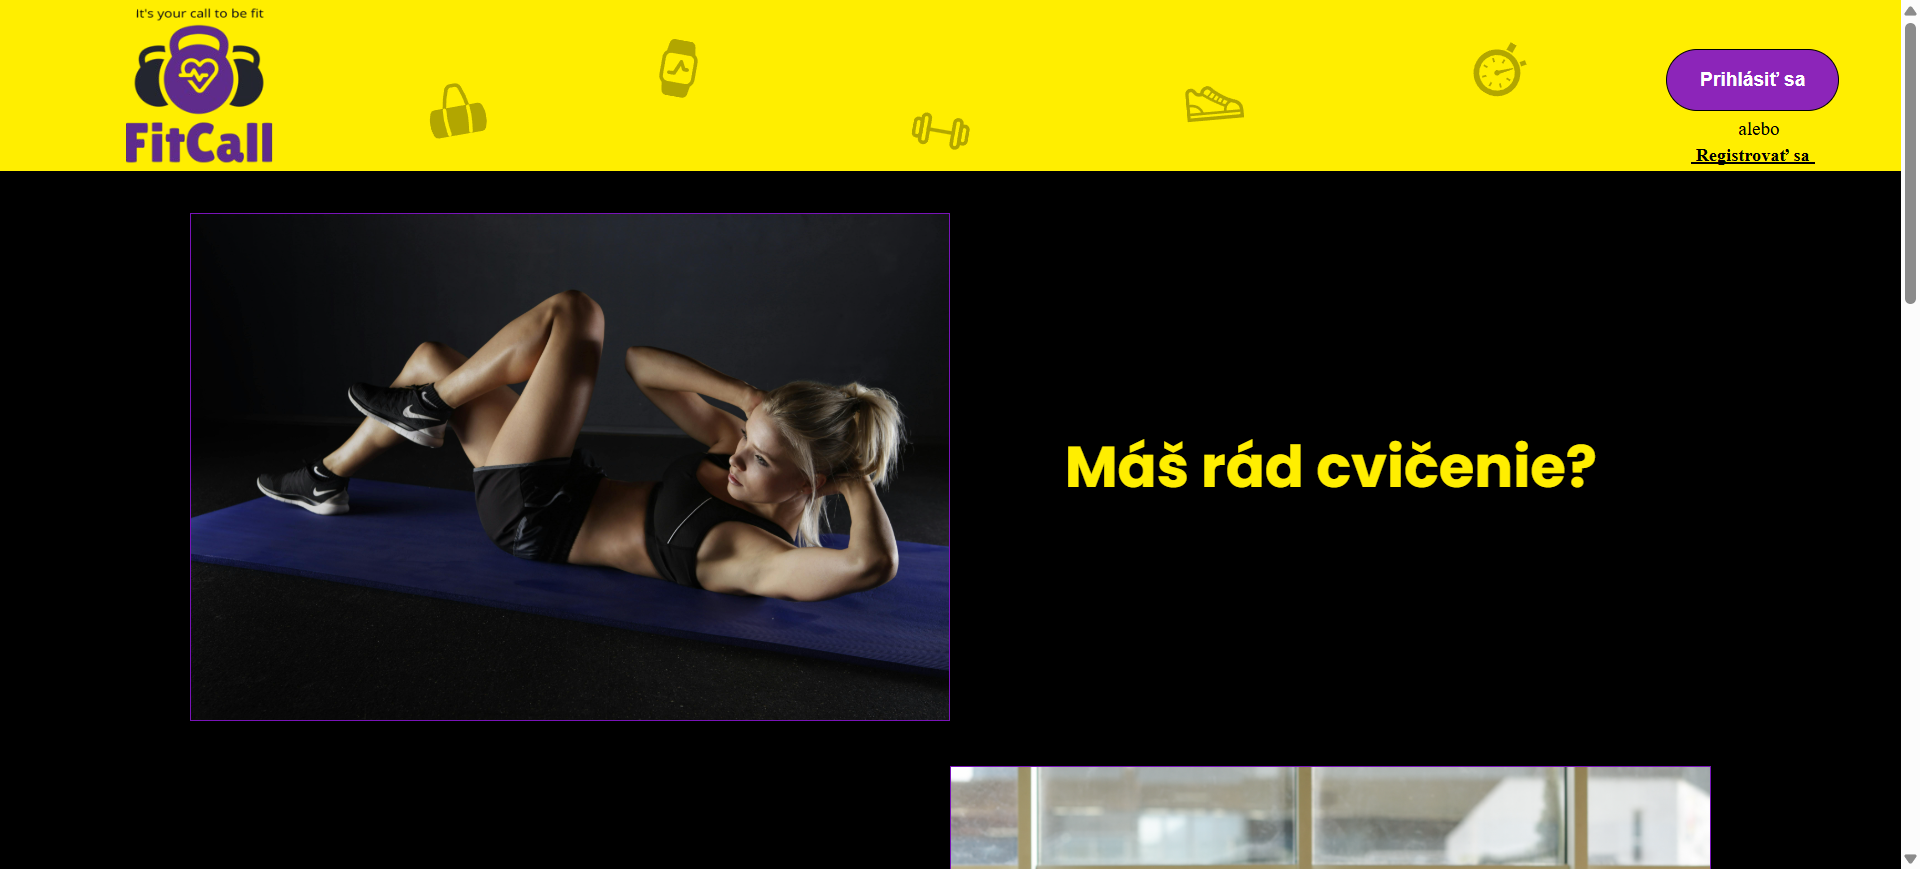 It's your call to be fit
FitCall
Prihlásiť sa
alebo
Registrovať sa
Máš rád cvičenie?